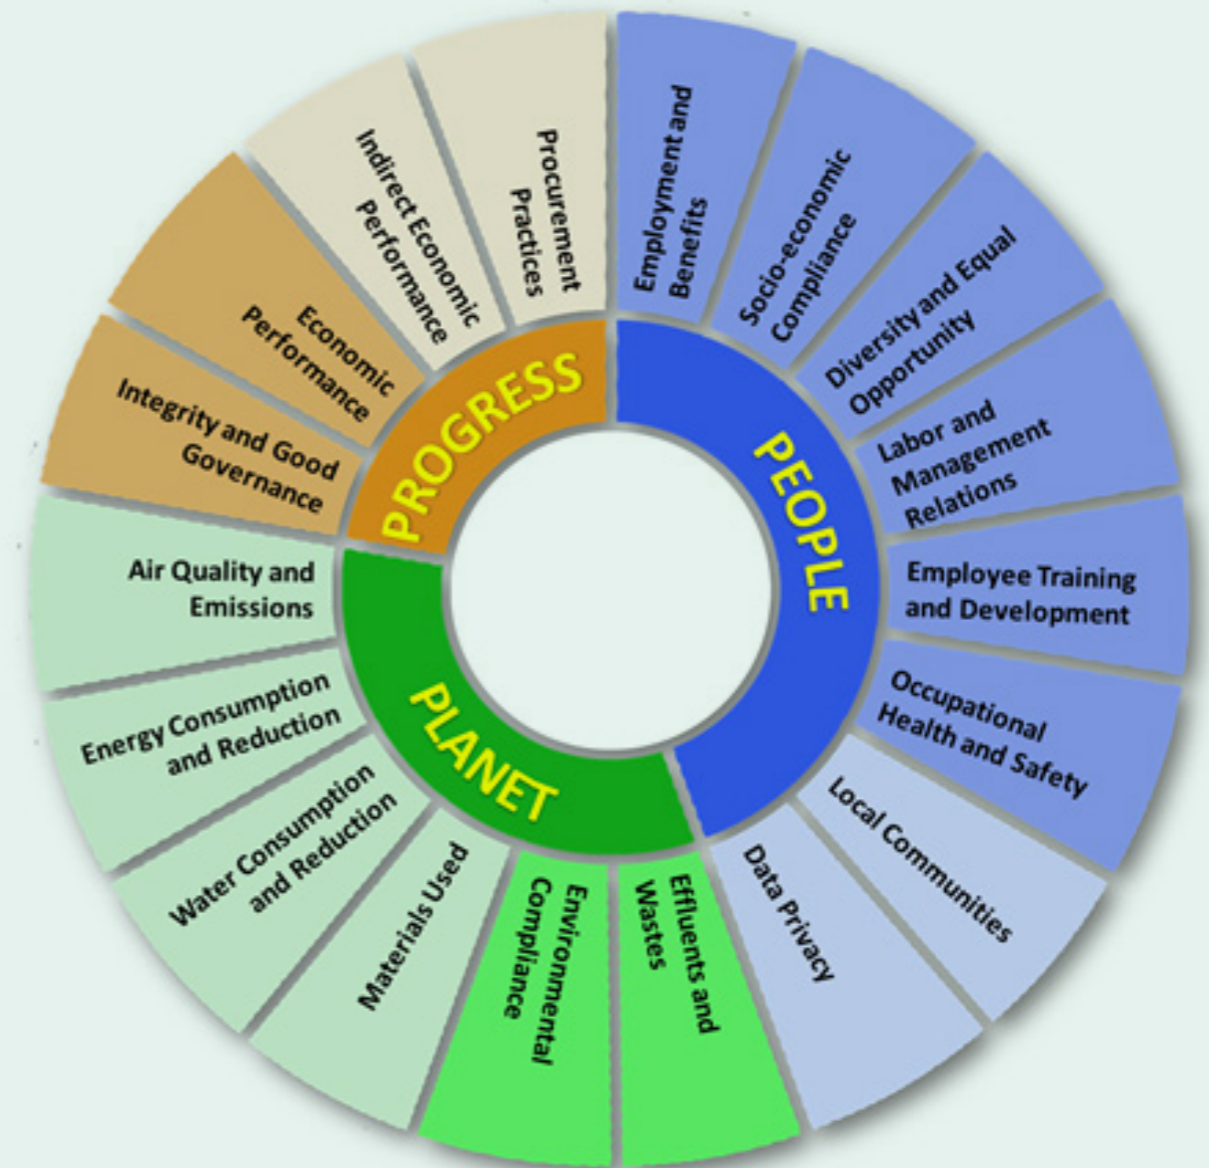 PEOPLE
Employment and
Benefits
Socio-economic
Compliance
Diversity and Equal
Opportunity
Labor and
Management
Relations
Employee Training
and Development
Occupational
Health and Safety
Local Communities
Data Privacy
PLANET
Effluents and
Wastes
Environmental
Compliance
Materials Used
Water Consumption
and Reduction
Energy Consumption
and Reduction
Air Quality and
Emissions
PROGRESS
Integrity and Good
Governance
Economic
Performance
Indirect Economic
Performance
Procurement
Practices